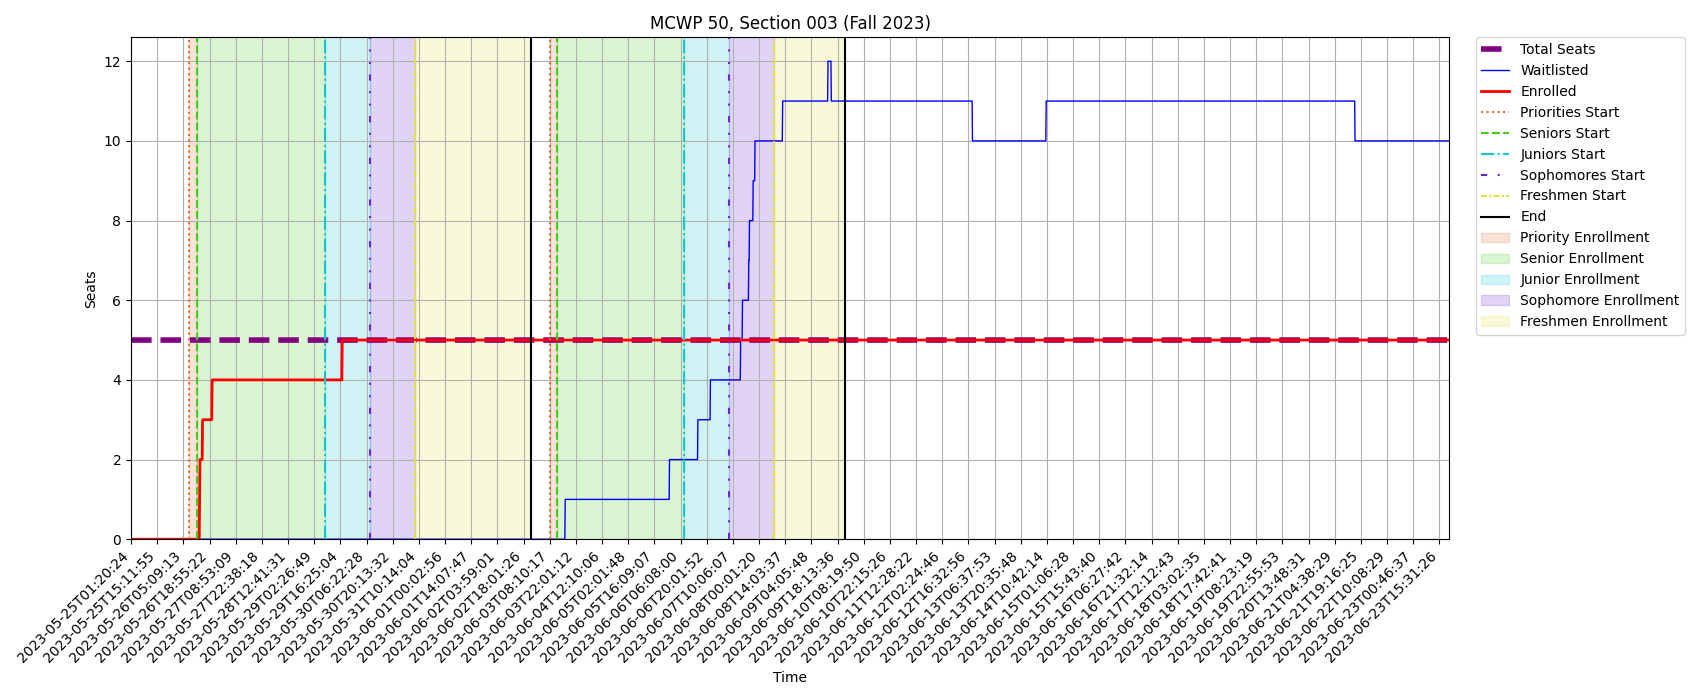 MCWP 50, Section 003 (Fall 2023)
Total Seats
Waitlisted
Enrolled
Priorities Start
Seniors Start
Juniors Start
Sophomores Start
Freshmen Start
End
Priority Enrollment
Senior Enrollment
Junior Enrollment
Sophomore Enrollment
Freshmen Enrollment
Seats
12
10
8
6
4
2
0
2023-05-25T01:20:24
2023-05-25T15:11:55
2023-05-26T05:09:13
2023-05-26T18:55:22
2023-05-27T08:53:09
2023-05-27T22:38:18
2023-05-28T12:41:31
2023-05-29T02:26:49
2023-05-29T16:25:04
2023-05-30T06:22:28
2023-05-30T20:13:32
2023-05-31T10:14:04
2023-06-01T00:02:56
2023-06-01T14:07:47
2023-06-02T03:59:01
2023-06-02T18:01:26
2023-06-03T08:10:17
2023-06-03T22:01:12
2023-06-04T12:10:06
2023-06-05T02:01:48
2023-06-05T16:09:07
2023-06-06T06:08:00
2023-06-06T20:01:52
2023-06-07T10:06:07
2023-06-08T00:01:20
2023-06-08T14:03:37
2023-06-09T04:05:48
2023-06-09T18:13:36
2023-06-10T08:19:50
2023-06-10T22:15:26
2023-06-11T12:28:22
2023-06-12T02:24:46
2023-06-12T16:32:56
2023-06-13T06:37:53
2023-06-13T20:35:48
2023-06-14T10:42:14
2023-06-15T01:06:28
2023-06-15T15:43:40
2023-06-16T06:27:42
2023-06-16T21:32:14
2023-06-17T12:12:43
2023-06-18T03:02:35
2023-06-18T17:42:41
2023-06-19T08:23:19
2023-06-19T22:55:53
2023-06-20T13:48:31
2023-06-21T04:38:29
2023-06-21T19:16:25
2023-06-22T10:08:29
2023-06-23T00:46:37
2023-06-23T15:31:26
Time